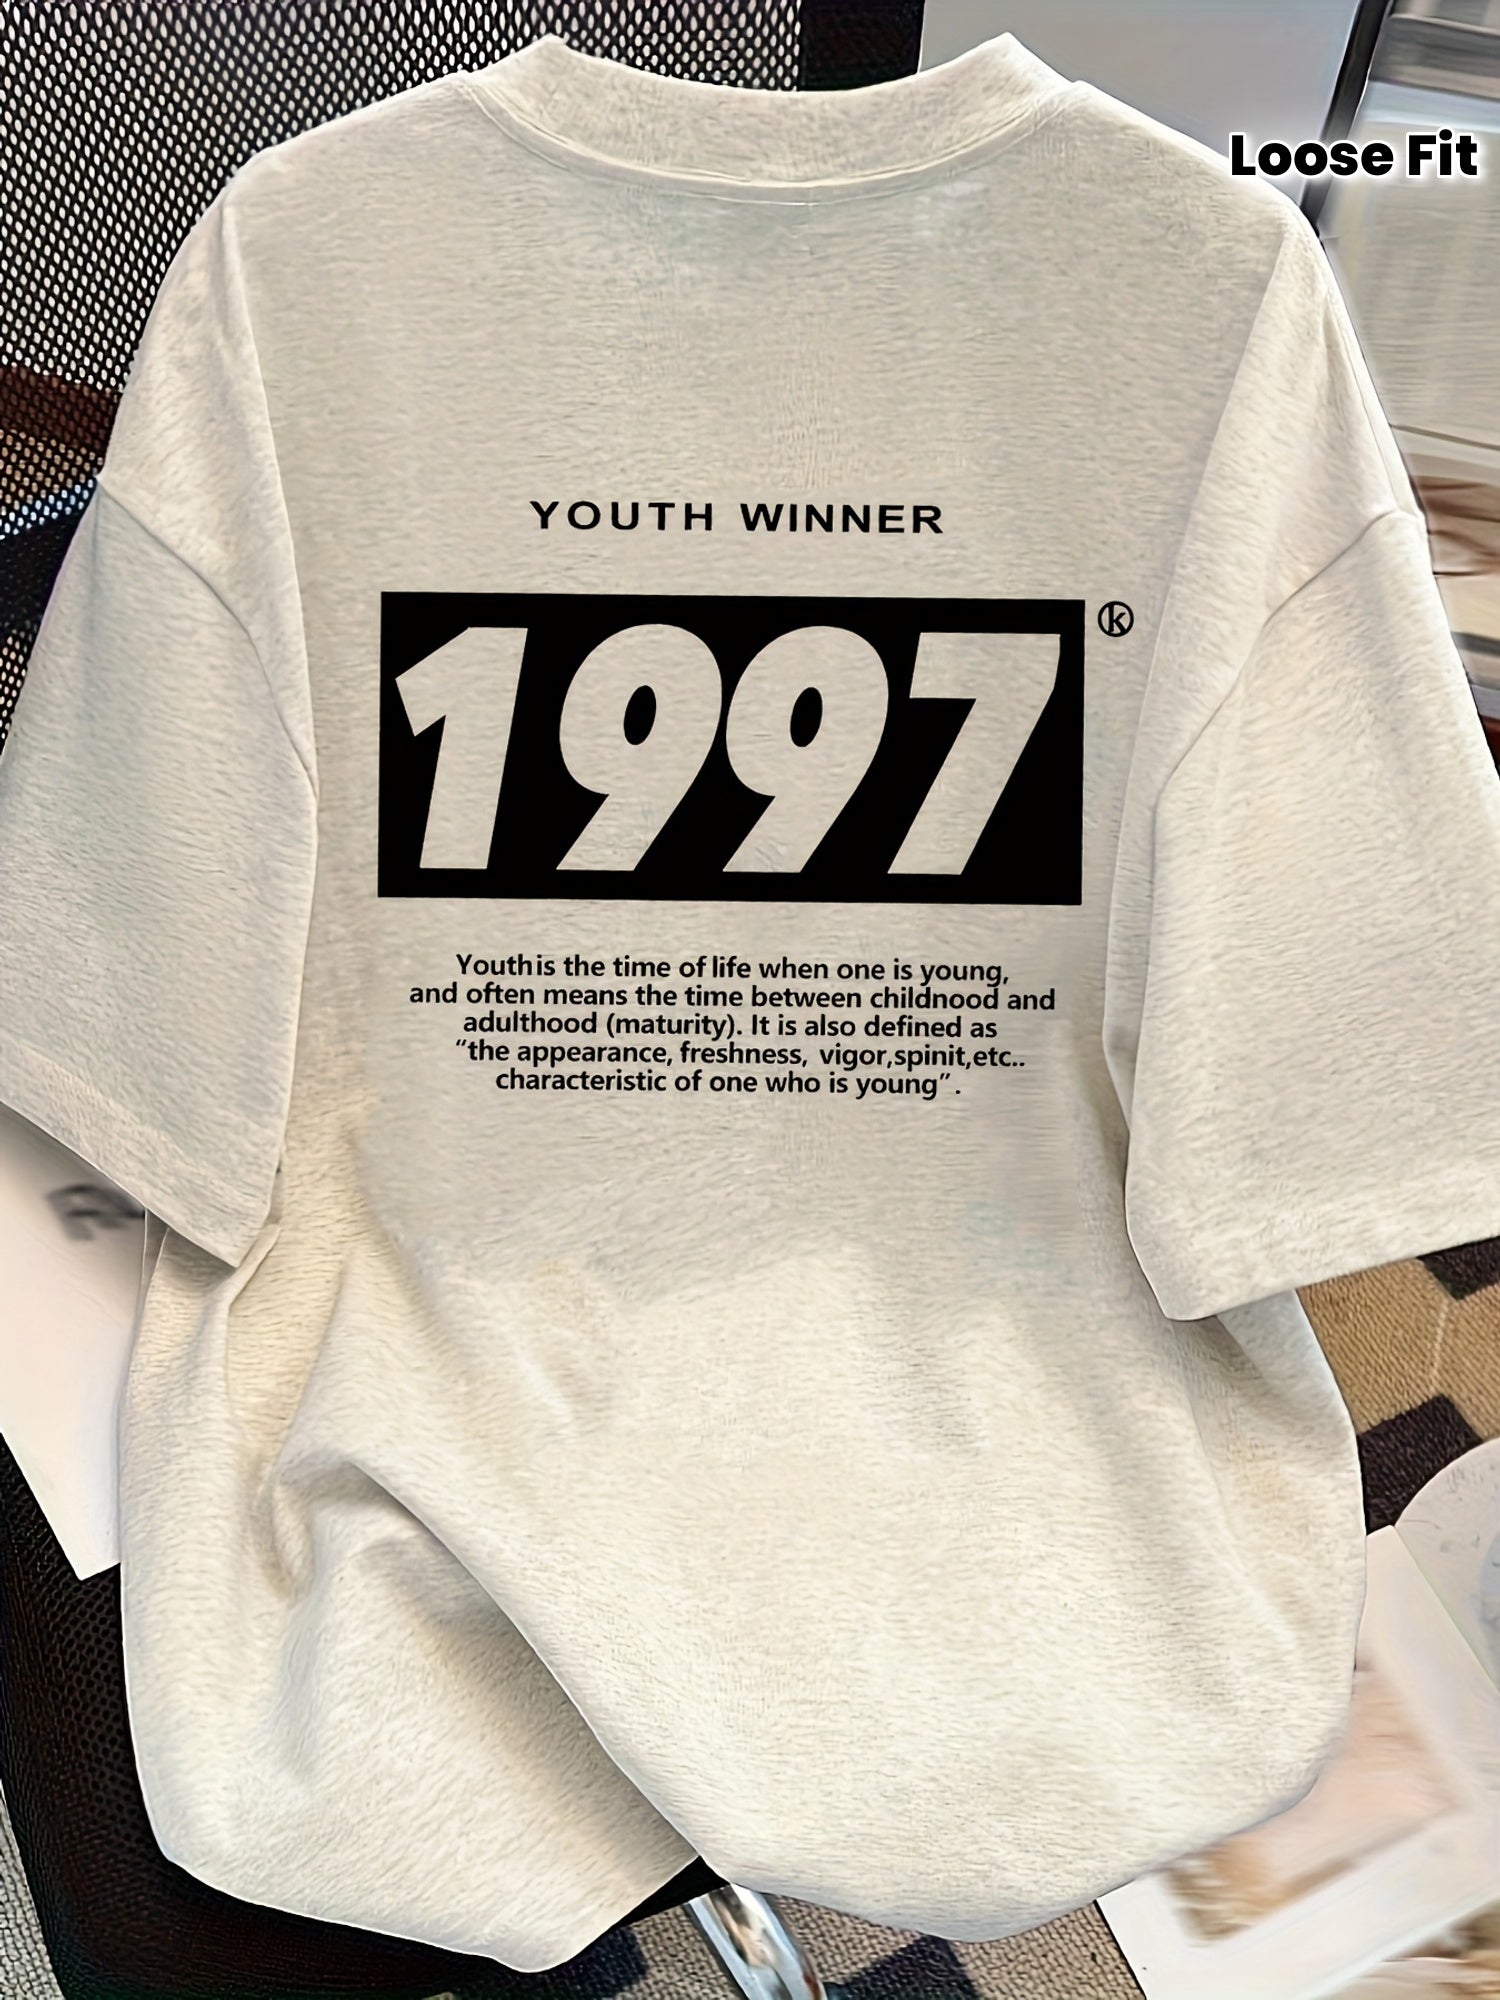 Loose Fit
YOUTH WINNER
1997
ⓚ
Youth is the time of life when one is young,
and often means the time between childnood and
adulthood (maturity). It is also defined as
“the appearance, freshness, vigor,spinit,etc..
characteristic of one who is young”.